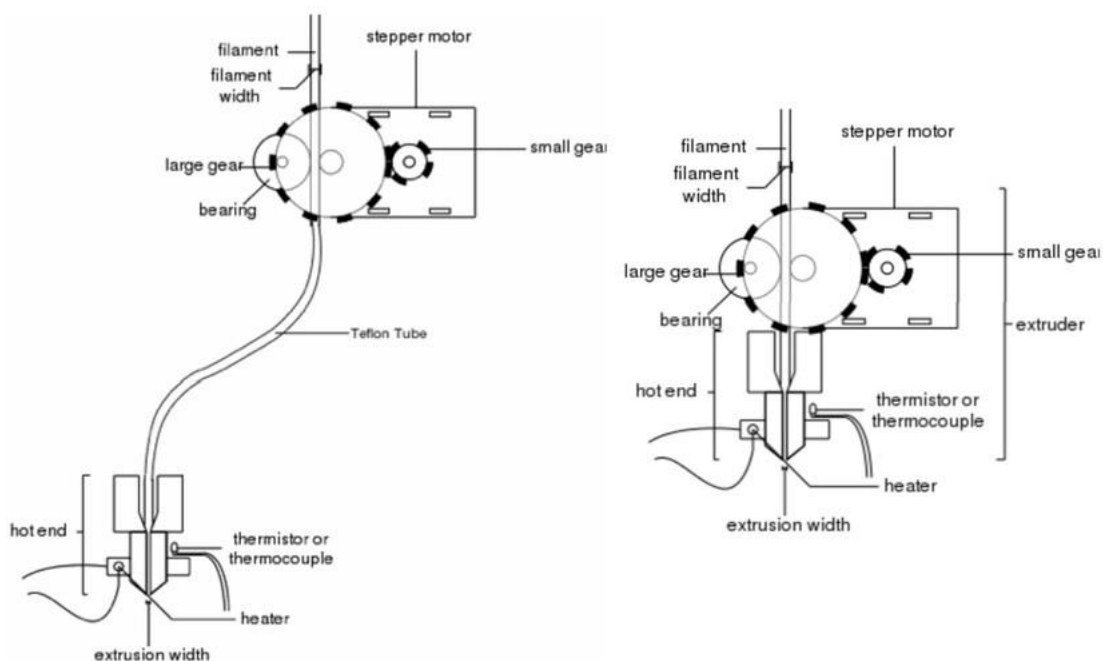 filament
filament
width
stepper motor
small gear
large gear
bearing
Teflon Tube
hot end
thermistor or
thermocouple
heater
extrusion width
filament
filament
width
stepper motor
small gear
large gear
bearing
extruder
hot end
thermistor or
thermocouple
heater
extrusion width